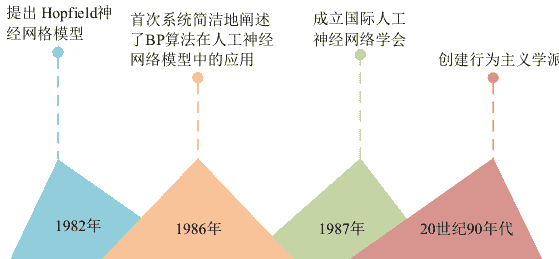 提出 Hopfield神
经网格模型
首次系统简洁地阐述
了BP算法在人工神经
网络模型中的应用
成立国际人工
神经网络学会
创建行为主义学派
1982年
1986年
1987年
20世纪90年代